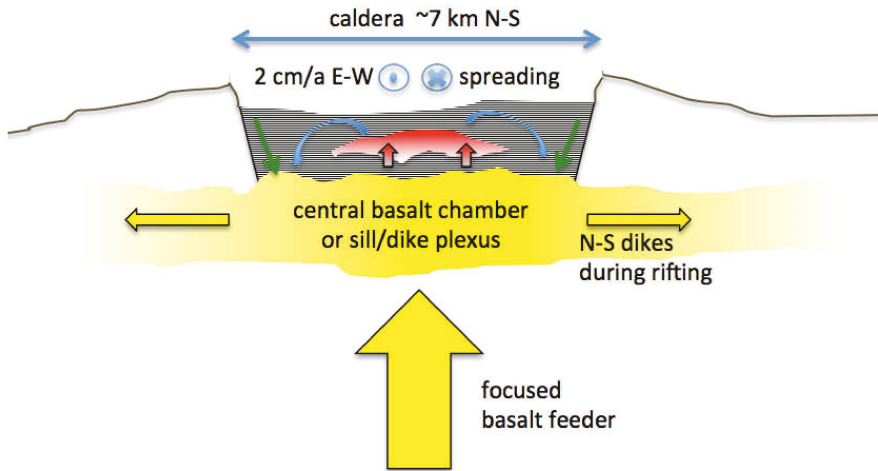 caldera ~7 km N-S
2 cm/a E-W spreading
central basalt chamber
or sill/dike plexus
N-S dikes
during rifting
focused
basalt feeder